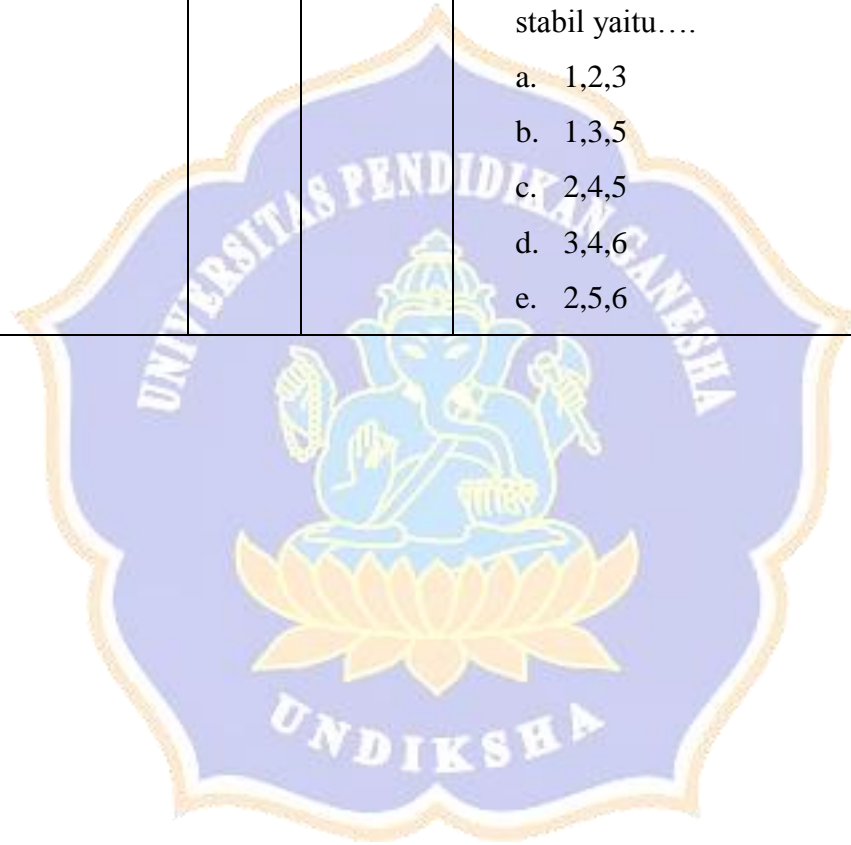 stabil yaitu….
a. 1,2,3
b. 1,3,5
c. 2,4,5
d. 3,4,6
e. 2,5,6
UNIVERSITAS PENDIDIKAN GANESHA
UNDIKSHA